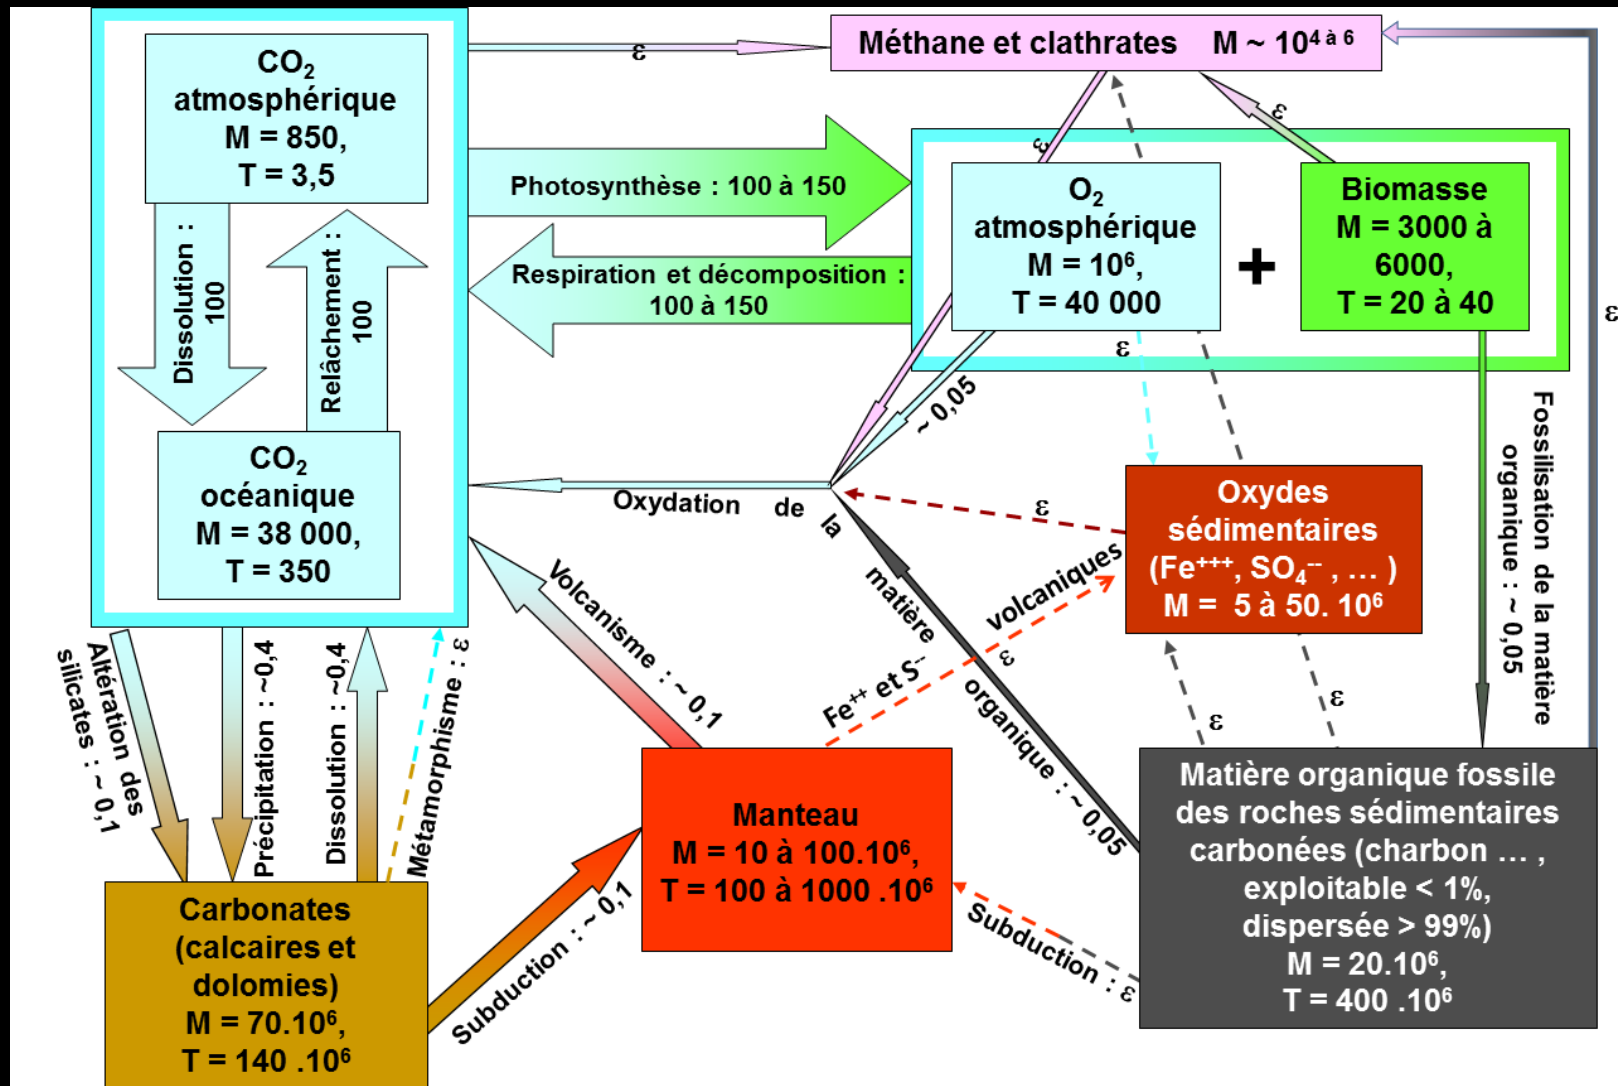 CO₂
atmosphérique
M = 850,
T = 3,5
Dissolution :
100
Relâchement :
100
CO₂
océanique
M = 38 000,
T = 350
ε
Méthane et clathrates M ~ 10⁴ ᵃ̀ ⁶
ε
ε
ε
Photosynthèse : 100 à 150
Respiration et décomposition :
100 à 150
O₂
atmosphérique
M = 10⁶,
T = 40 000
+
Biomasse
M = 3000 à
6000,
T = 20 à 40
ε
~ 0,05
Fossilisation de la matière
organique : ~ 0,05
Oxydation de la
matière
organique : ~ 0,05
ε
Oxydes
sédimentaires
(Fe⁺⁺⁺, SO₄⁻⁻ , … )
M = 5 à 50. 10⁶
Fe⁺⁺ et S⁻⁻
volcaniques
ε
ε
ε
Volcanisme : ~ 0,1
Altération des
silicates : ~ 0,1
Précipitation : ~0,4
Dissolution : ~0,4
Métamorphisme : ε
Manteau
M = 10 à 100.10⁶,
T = 100 à 1000 .10⁶
Subduction : ~ 0,1
Subduction : ε
Matière organique fossile
des roches sédimentaires
carbonées (charbon … ,
exploitable < 1%,
dispersée > 99%)
M = 20.10⁶,
T = 400 .10⁶
Carbonates
(calcaires et
dolomies)
M = 70.10⁶,
T = 140 .10⁶